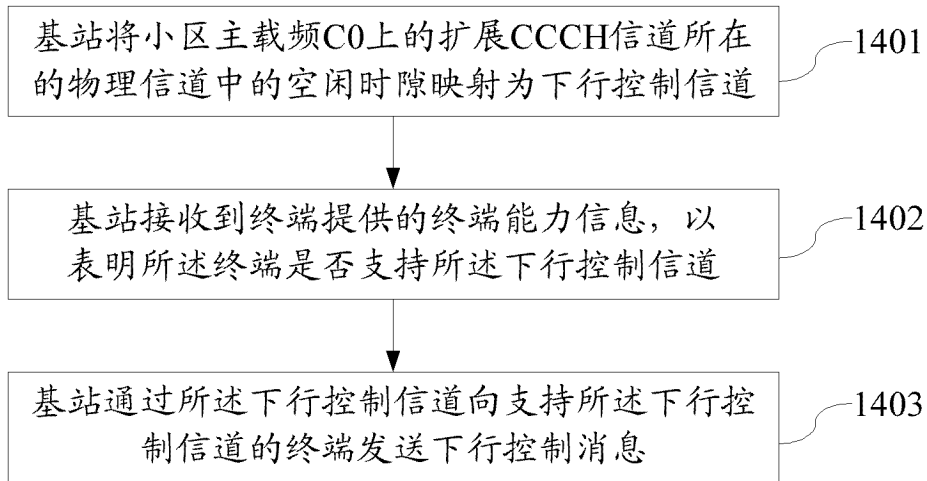 基站将小区主载频C0上的扩展CCCH信道所在
的物理信道中的空闲时隙映射为下行控制信道
1401
基站接收到终端提供的终端能力信息，以
表明所述终端是否支持所述下行控制信道
1402
基站通过所述下行控制信道向支持所述下行控
制信道的终端发送下行控制消息
1403